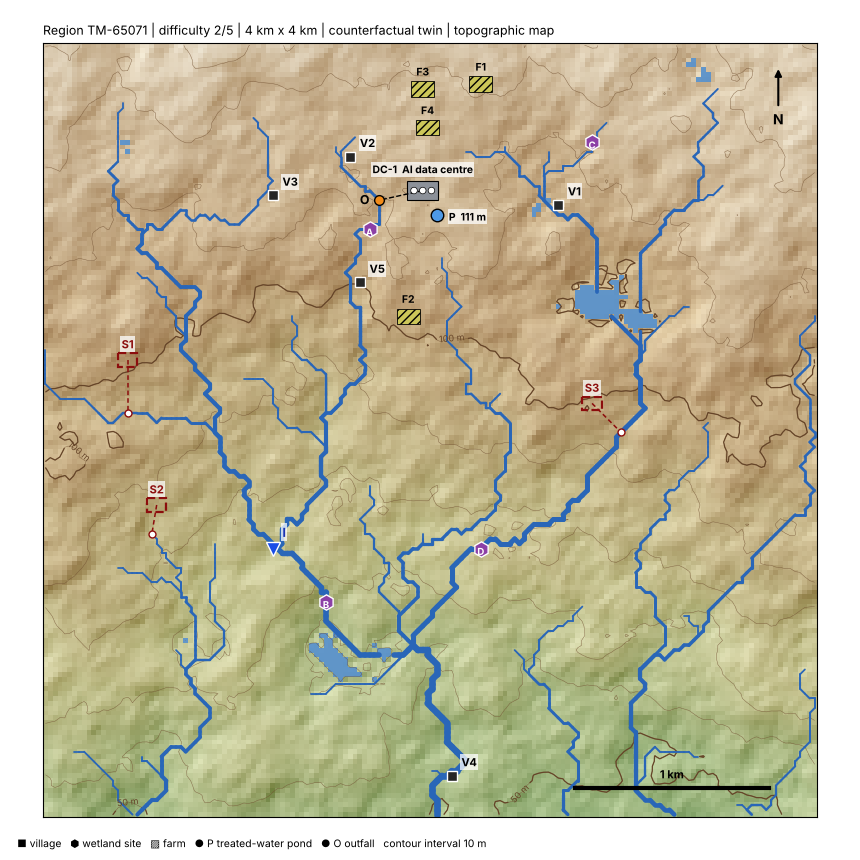 Region TM-65071 | difficulty 2/5 | 4 km x 4 km | counterfactual twin | topographic map
F1
F3
F4
N
C
V2
DC-1 AI data centre
V3
V1
O
P 111 m
A
V5
F2
100 m
S1
S3
100 m
S2
I
D
B
V4
1 km
50 m
50 m
village wetland site farm P treated-water pond O outfall contour interval 10 m